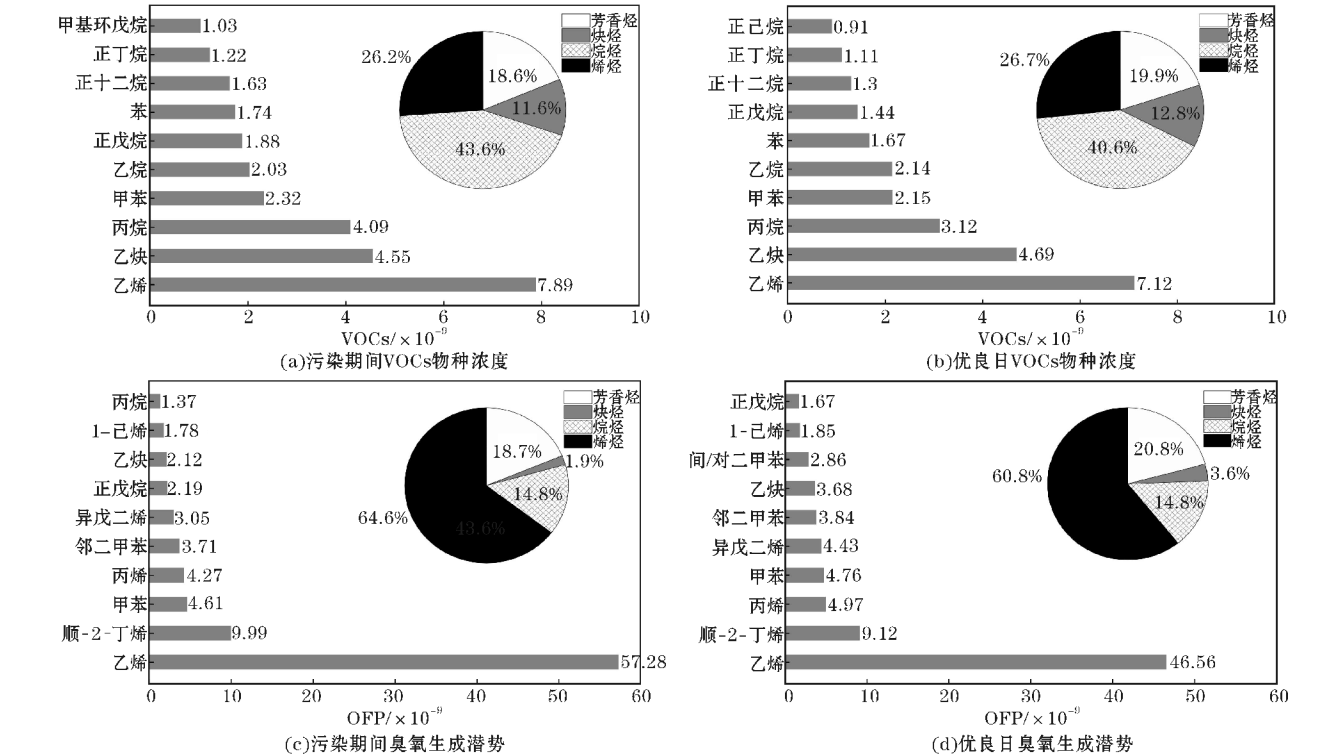 甲基环戊烷 1.03
正丁烷 1.22
正十二烷 1.63
苯 1.74
正戊烷 1.88
乙烷 2.03
甲苯 2.32
丙烷 4.09
乙炔 4.55
乙烯 7.89
芳香烃
炔烃
烷烃
烯烃
26.2%
18.6%
11.6%
43.6%
0 2 4 6 8 10
VOCs/×10⁻⁹
(a)污染期间VOCs物种浓度
正己烷 0.91
正丁烷 1.11
正十二烷 1.3
正戊烷 1.44
苯 1.67
乙烷 2.14
甲苯 2.15
丙烷 3.12
乙炔 4.69
乙烯 7.12
芳香烃
炔烃
烷烃
烯烃
26.7%
19.9%
12.8%
40.6%
0 2 4 6 8 10
VOCs/×10⁻⁹
(b)优良日VOCs物种浓度
丙烷 1.37
1-己烯 1.78
乙炔 2.12
正戊烷 2.19
异戊二烯 3.05
邻二甲苯 3.71
丙烯 4.27
甲苯 4.61
顺-2-丁烯 9.99
乙烯 57.28
芳香烃
炔烃
烷烃
烯烃
18.7%
1.9%
14.8%
64.6%
43.6%
0 10 20 30 40 50 60
OFP/×10⁻⁹
(c)污染期间臭氧生成潜势
正戊烷 1.67
1-己烯 1.85
间/对二甲苯 2.86
乙炔 3.68
邻二甲苯 3.84
异戊二烯 4.43
甲苯 4.76
丙烯 4.97
顺-2-丁烯 9.12
乙烯 46.56
芳香烃
炔烃
烷烃
烯烃
20.8%
3.6%
14.8%
60.8%
0 10 20 30 40 50 60
OFP/×10⁻⁹
(d)优良日臭氧生成潜势